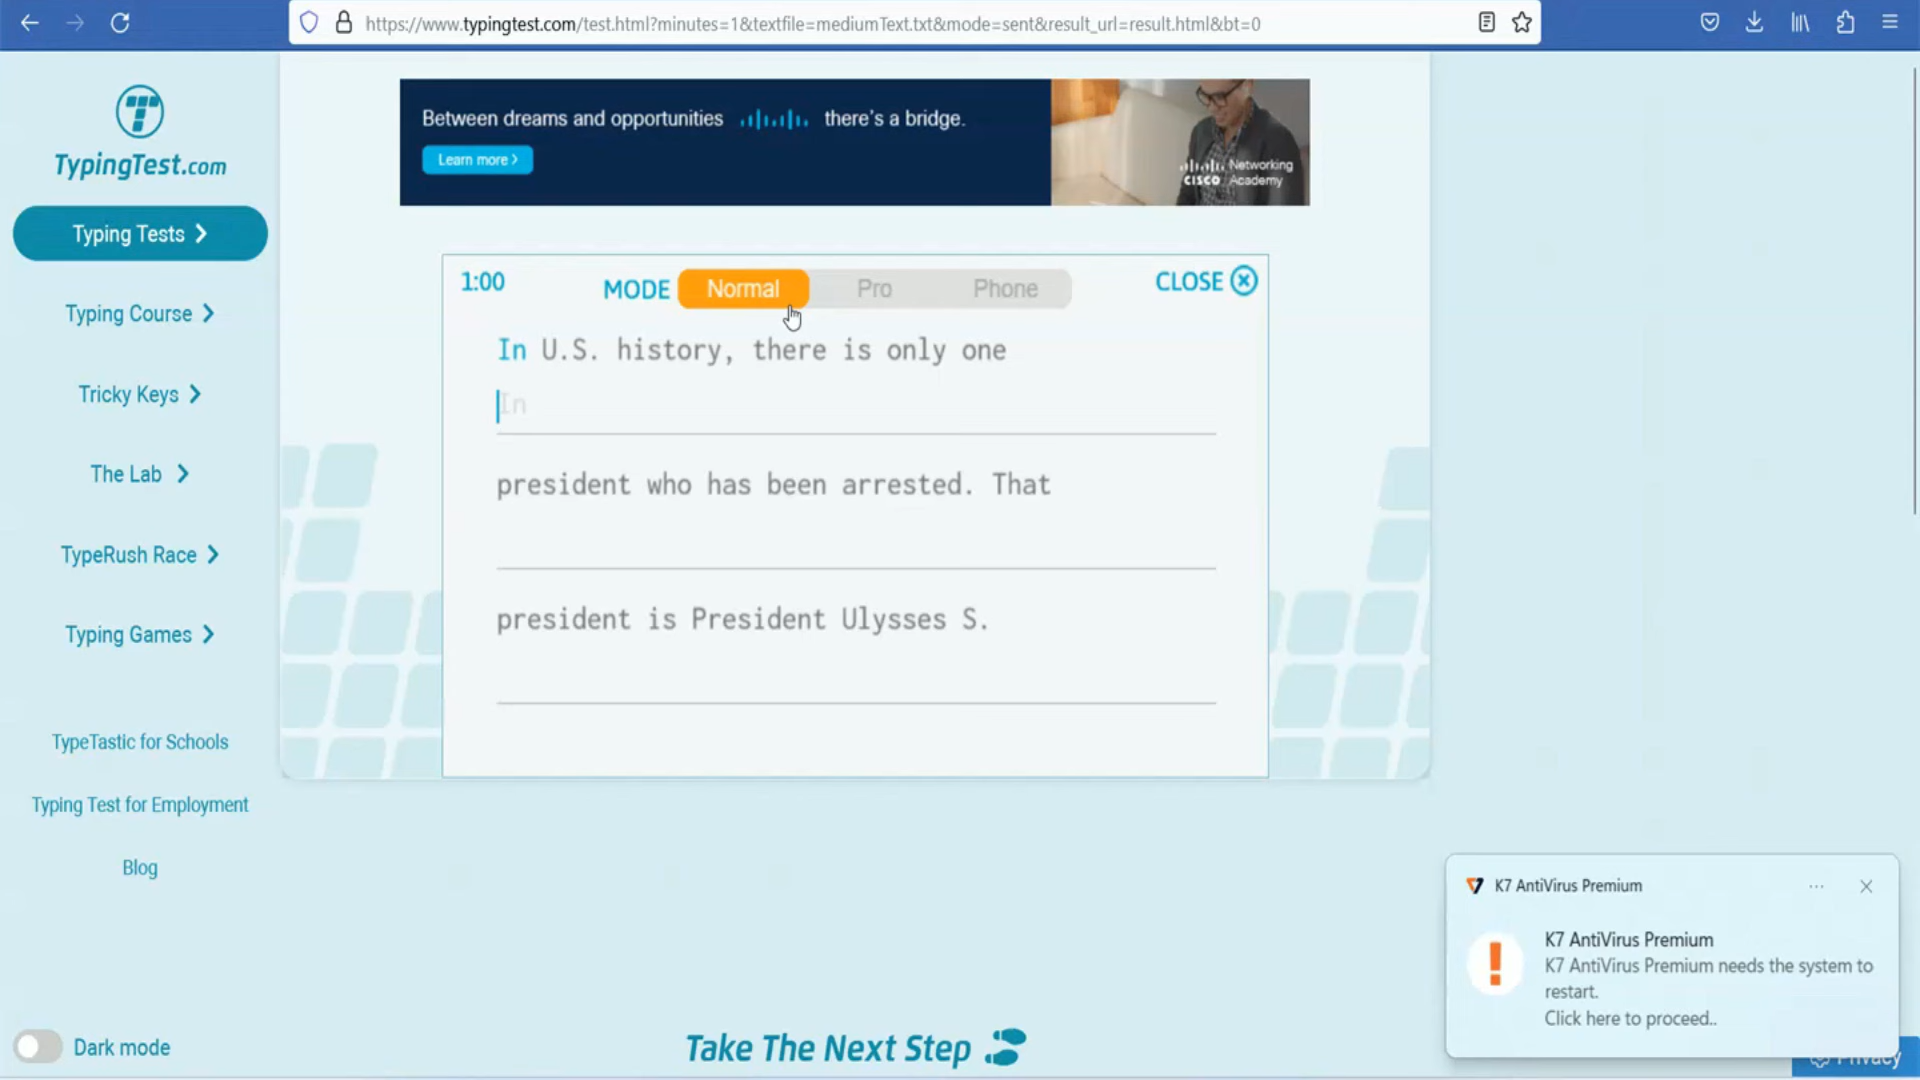 https://www.typingtest.com/test.html?minutes=1&textfile=mediumText.txt&mode=sent&result_url=result.html&bt=0
TypingTest.com
Typing Tests
Typing Course
Tricky Keys
The Lab
TypeRush Race
Typing Games
TypeTastic for Schools
Typing Test for Employment
Blog
Dark mode
Between dreams and opportunities there's a bridge.
Learn more
Networking
CISCO Academy
1:00
MODE Normal Pro Phone
CLOSE
In U.S. history, there is only one
In
president who has been arrested. That
president is President Ulysses S.
Take The Next Step
K7 AntiVirus Premium
K7 AntiVirus Premium
K7 AntiVirus Premium needs the system to
restart.
Click here to proceed..
Privacy